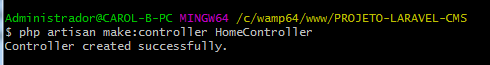 Administrador@CAROL-B-PC MINGW64 /c/wamp64/www/PROJETO-LARAVEL-CMS
$ php artisan make:controller HomeController
Controller created successfully.